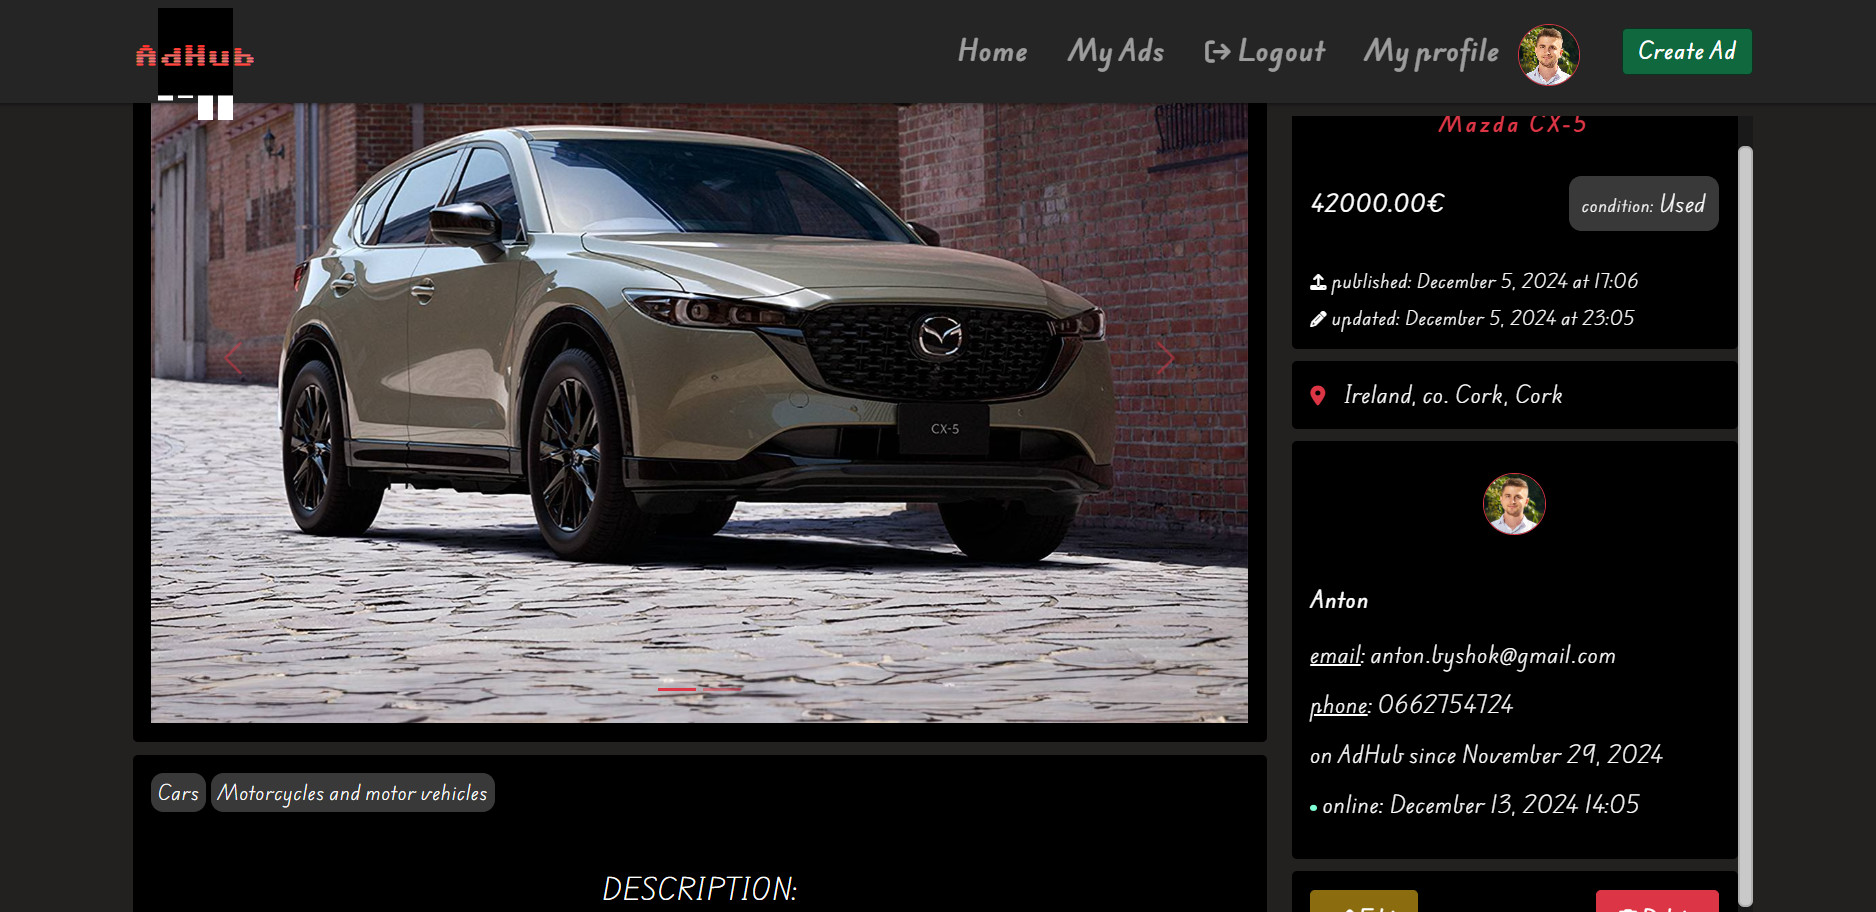 AdHub
Home
My Ads
Logout
My profile
Create Ad
CX-5
Mazda CX-5
42000.00€
condition: Used
published: December 5, 2024 at 17:06
updated: December 5, 2024 at 23:05
Ireland, co. Cork, Cork
Anton
email: anton.byshok@gmail.com
phone: 0662754724
on AdHub since November 29, 2024
online: December 13, 2024 14:05
Cars
Motorcycles and motor vehicles
DESCRIPTION: